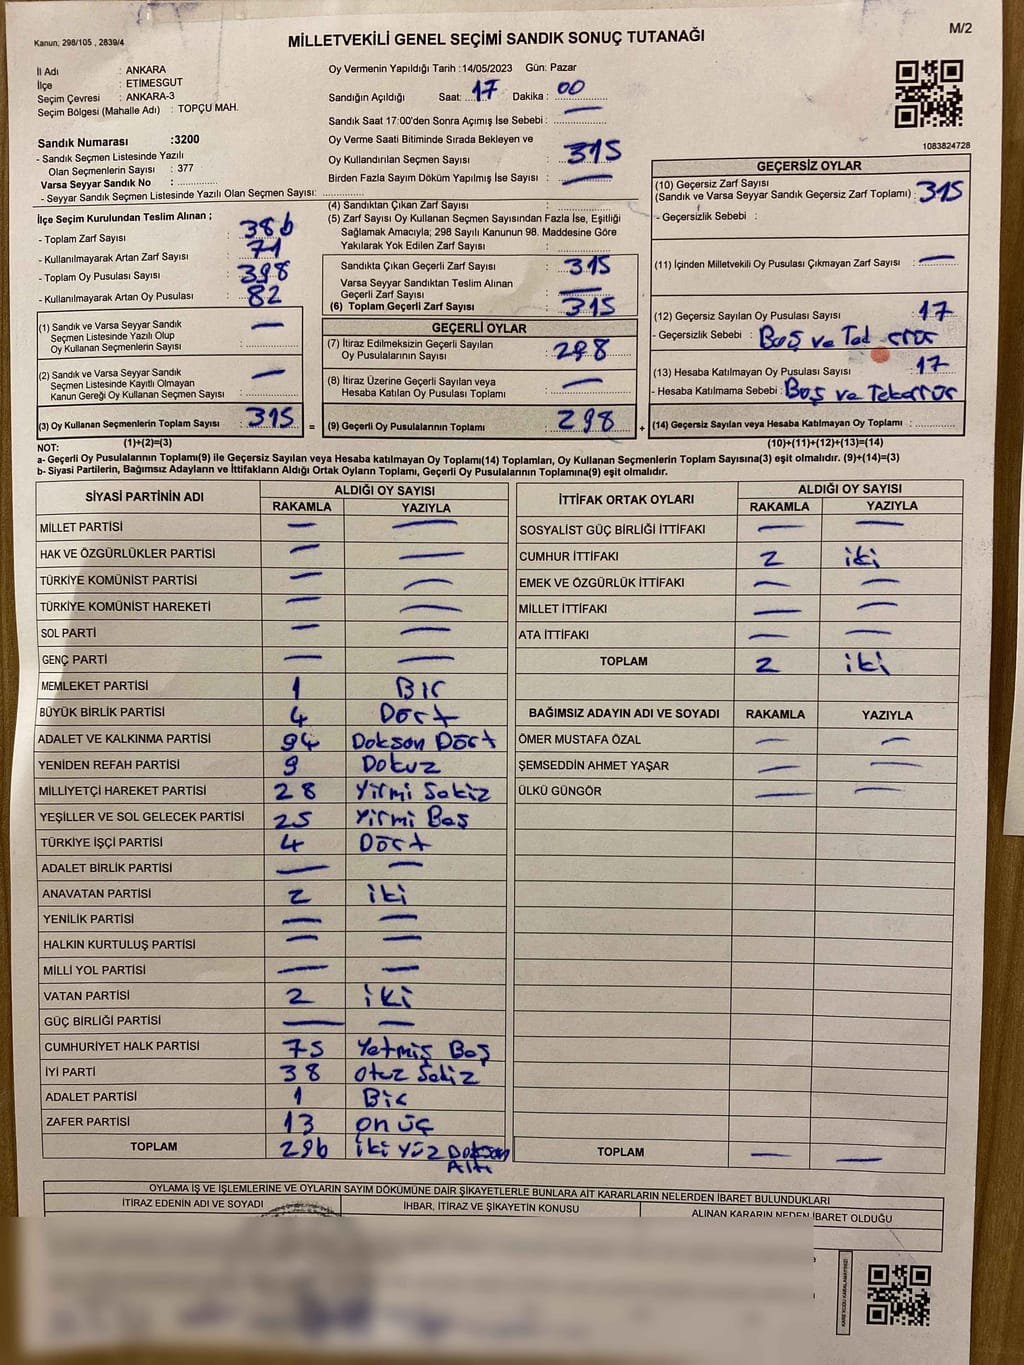 Kanun, 298/105 , 2839/4
M/2
MİLLETVEKİLİ GENEL SEÇİMİ SANDIK SONUÇ TUTANAĞI
İl Adı : ANKARA
İlçe : ETİMESGUT
Seçim Çevresi : ANKARA-3
Seçim Bölgesi (Mahalle Adı) : TOPÇU MAH.
Sandık Numarası :3200
- Sandık Seçmen Listesinde Yazılı
Olan Seçmenlerin Sayısı : 377
Varsa Seyyar Sandık No :
- Seyyar Sandık Seçmen Listesinde Yazılı Olan Seçmen Sayısı:
Oy Vermenin Yapıldığı Tarih :14/05/2023 Gün: Pazar
Sandığın Açıldığı Saat: 17 Dakika : 00
Sandık Saat 17:00'den Sonra Açımış İse Sebebi : —
Oy Verme Saati Bitiminde Sırada Bekleyen ve
Oy Kullandırılan Seçmen Sayısı : 315
Birden Fazla Sayım Döküm Yapılmış İse Sayısı : —
1083824728
İlçe Seçim Kurulundan Teslim Alınan ;
- Toplam Zarf Sayısı : 386
- Kullanılmayarak Artan Zarf Sayısı : 71
- Toplam Oy Pusulası Sayısı : 398
- Kullanılmayarak Artan Oy Pusulası : 82
(1) Sandık ve Varsa Seyyar Sandık
Seçmen Listesinde Yazılı Olup
Oy Kullanan Seçmenlerin Sayısı : —
(2) Sandık ve Varsa Seyyar Sandık
Seçmen Listesinde Kayıtlı Olmayan
Kanun Gereği Oy Kullanan Seçmen Sayısı : —
(3) Oy Kullanan Seçmenlerin Toplam Sayısı : 315
(1)+(2)=(3)
(4) Sandıktan Çıkan Zarf Sayısı :
(5) Zarf Sayısı Oy Kullanan Seçmen Sayısından Fazla İse, Eşitliği
Sağlamak Amacıyla; 298 Sayılı Kanunun 98. Maddesine Göre
Yakılarak Yok Edilen Zarf Sayısı :
Sandıkta Çıkan Geçerli Zarf Sayısı : 315
Varsa Seyyar Sandıktan Teslim Alınan
Geçerli Zarf Sayısı : —
(6) Toplam Geçerli Zarf Sayısı : 315
GEÇERLİ OYLAR
(7) İtiraz Edilmeksizin Geçerli Sayılan
Oy Pusulalarının Sayısı : 298
(8) İtiraz Üzerine Geçerli Sayılan veya
Hesaba Katılan Oy Pusulası Toplamı : —
= (9) Geçerli Oy Pusulalarının Toplamı : 298 +
GEÇERSİZ OYLAR
(10) Geçersiz Zarf Sayısı
(Sandık ve Varsa Seyyar Sandık Geçersiz Zarf Toplamı) : 315
- Geçersizlik Sebebi :
(11) İçinden Milletvekili Oy Pusulası Çıkmayan Zarf Sayısı : —
(12) Geçersiz Sayılan Oy Pusulası Sayısı : 17
- Geçersizlik Sebebi : Boş ve
(13) Hesaba Katılmayan Oy Pusulası Sayısı : 17
- Hesaba Katılmama Sebebi : Boş ve Tekerrür
(14) Geçersiz Sayılan veya Hesaba Katılmayan Oy Toplamı :
(10)+(11)+(12)+(13)=(14)
NOT:
a- Geçerli Oy Pusulalarının Toplamı(9) ile Geçersiz Sayılan veya Hesaba Katılmayan Oy Toplamı(14) Toplamları, Oy Kullanan Seçmenlerin Toplam Sayısına(3) eşit olmalıdır. (9)+(14)=(3)
b- Siyasi Partilerin, Bağımsız Adayların ve İttifakların Aldığı Ortak Oyların Toplamı, Geçerli Oy Pusulalarının Toplamına(9) eşit olmalıdır.
SİYASİ PARTİNİN ADI ALDIĞI OY SAYISI
RAKAMLA YAZIYLA
MİLLET PARTİSİ — —
HAK VE ÖZGÜRLÜKLER PARTİSİ — —
TÜRKİYE KOMÜNİST PARTİSİ — —
TÜRKİYE KOMÜNİST HAREKETİ — —
SOL PARTİ — —
GENÇ PARTİ — —
MEMLEKET PARTİSİ 1 Bir
BÜYÜK BİRLİK PARTİSİ 4 Dört
ADALET VE KALKINMA PARTİSİ 94 Dokson Dört
YENİDEN REFAH PARTİSİ 9 Dokuz
MİLLİYETÇİ HAREKET PARTİSİ 28 Yirmi Sekiz
YEŞİLLER VE SOL GELECEK PARTİSİ 25 Yirmi Beş
TÜRKİYE İŞÇİ PARTİSİ 4 Dört
ADALET BİRLİK PARTİSİ — —
ANAVATAN PARTİSİ 2 iki
YENİLİK PARTİSİ — —
HALKIN KURTULUŞ PARTİSİ — —
MİLLİ YOL PARTİSİ — —
VATAN PARTİSİ 2 iki
GÜÇ BİRLİĞİ PARTİSİ — —
CUMHURİYET HALK PARTİSİ 75 Yetmiş Beş
İYİ PARTİ 38 Otuz Sekiz
ADALET PARTİSİ 1 Bir
ZAFER PARTİSİ 13 on üç
TOPLAM 296 iki Yüz Dokson
Altı
İTTİFAK ORTAK OYLARI ALDIĞI OY SAYISI
RAKAMLA YAZIYLA
SOSYALİST GÜÇ BİRLİĞİ İTTİFAKI — —
CUMHUR İTTİFAKI 2 iki
EMEK VE ÖZGÜRLÜK İTTİFAKI — —
MİLLET İTTİFAKI — —
ATA İTTİFAKI — —
TOPLAM 2 iki
BAĞIMSIZ ADAYIN ADI VE SOYADI RAKAMLA YAZIYLA
ÖMER MUSTAFA ÖZAL — —
ŞEMSEDDİN AHMET YAŞAR — —
ÜLKÜ GÜNGÖR — —
TOPLAM — —
OYLAMA İŞ VE İŞLEMLERİNE VE OYLARIN SAYIM DÖKÜMÜNE DAİR ŞİKAYETLERLE BUNLARA AİT KARARLARIN NELERDEN İBARET BULUNDUKLARI
İTİRAZ EDENİN ADI VE SOYADI İHBAR, İTİRAZ VE ŞİKAYETİN KONUSU ALINAN KARARIN NEDEN İBARET OLDUĞU
KARE KODU KARALAMAYINIZ!